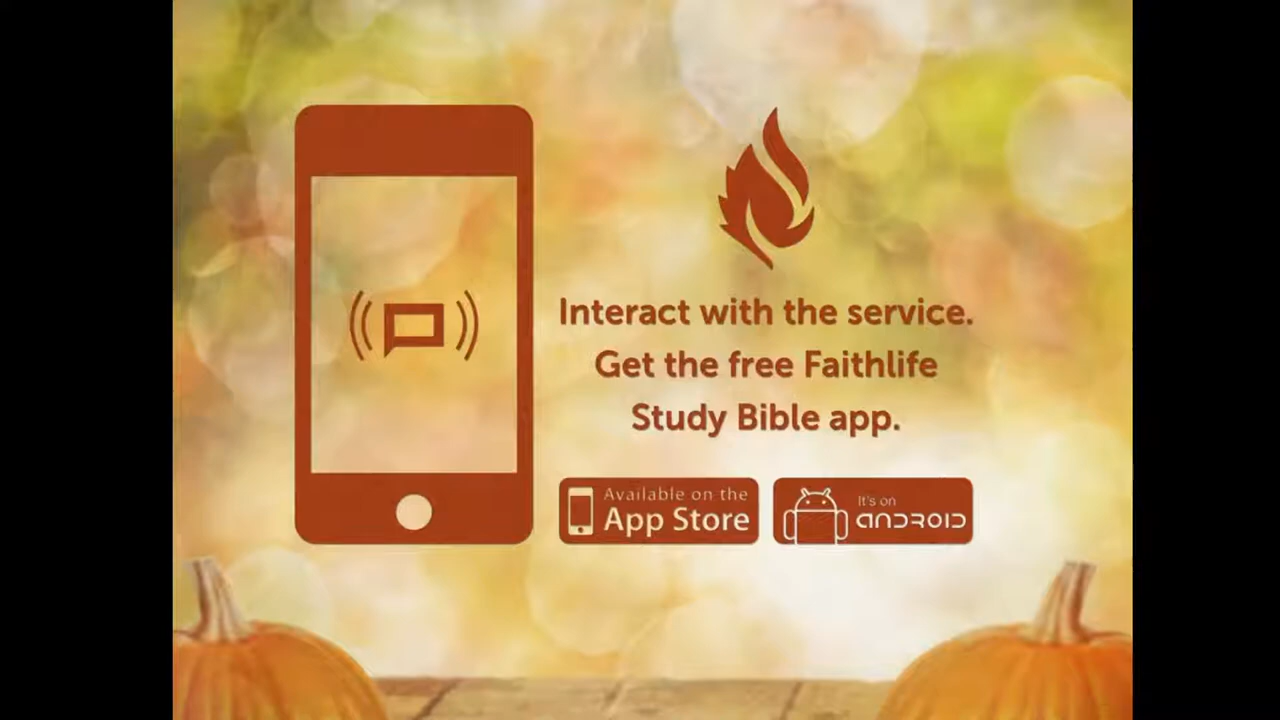 Interact with the service.
Get the free Faithlife
Study Bible app.
Available on the
App Store
It's on
ANDROID